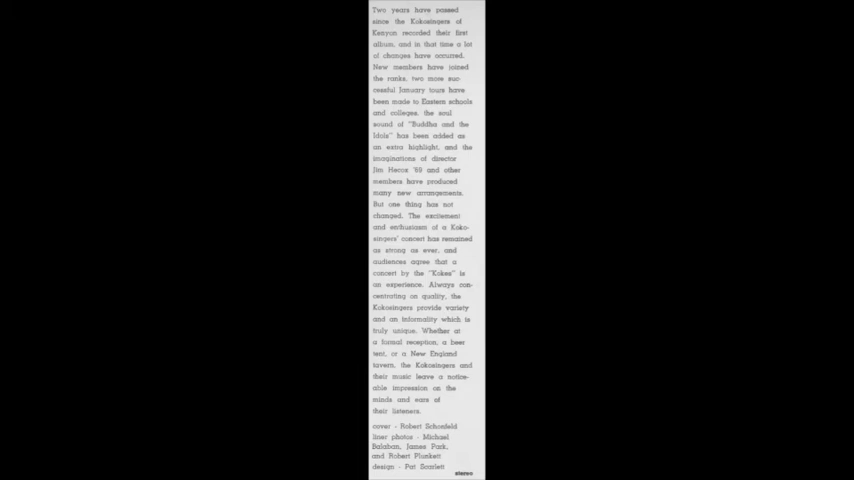 Two years have passed
since the Kokosingers of
Kenyon recorded their first
album, and in that time a lot
of changes have occurred.
New members have joined
the ranks, two more suc-
cessful January tours have
been made to Eastern schools
and colleges, the soul
sound of "Buddha and the
Idols" has been added as
an extra highlight, and the
imaginations of director
Jim Hecox '69 and other
members have produced
many new arrangements.
But one thing has not
changed. The excitement
and enthusiasm of a Koko-
singers' concert has remained
as strong as ever, and
audiences agree that a
concert by the "Kokes" is
an experience. Always con-
centrating on quality, the
Kokosingers provide variety
and an informality which is
truly unique. Whether at
a formal reception, a beer
tent, or a New England
tavern, the Kokosingers and
their music leave a notice-
able impression on the
minds and ears of
their listeners.
cover - Robert Schonfeld
liner photos - Michael
Balaban, James Park,
and Robert Plunkett
design - Pat Scarlett
stereo